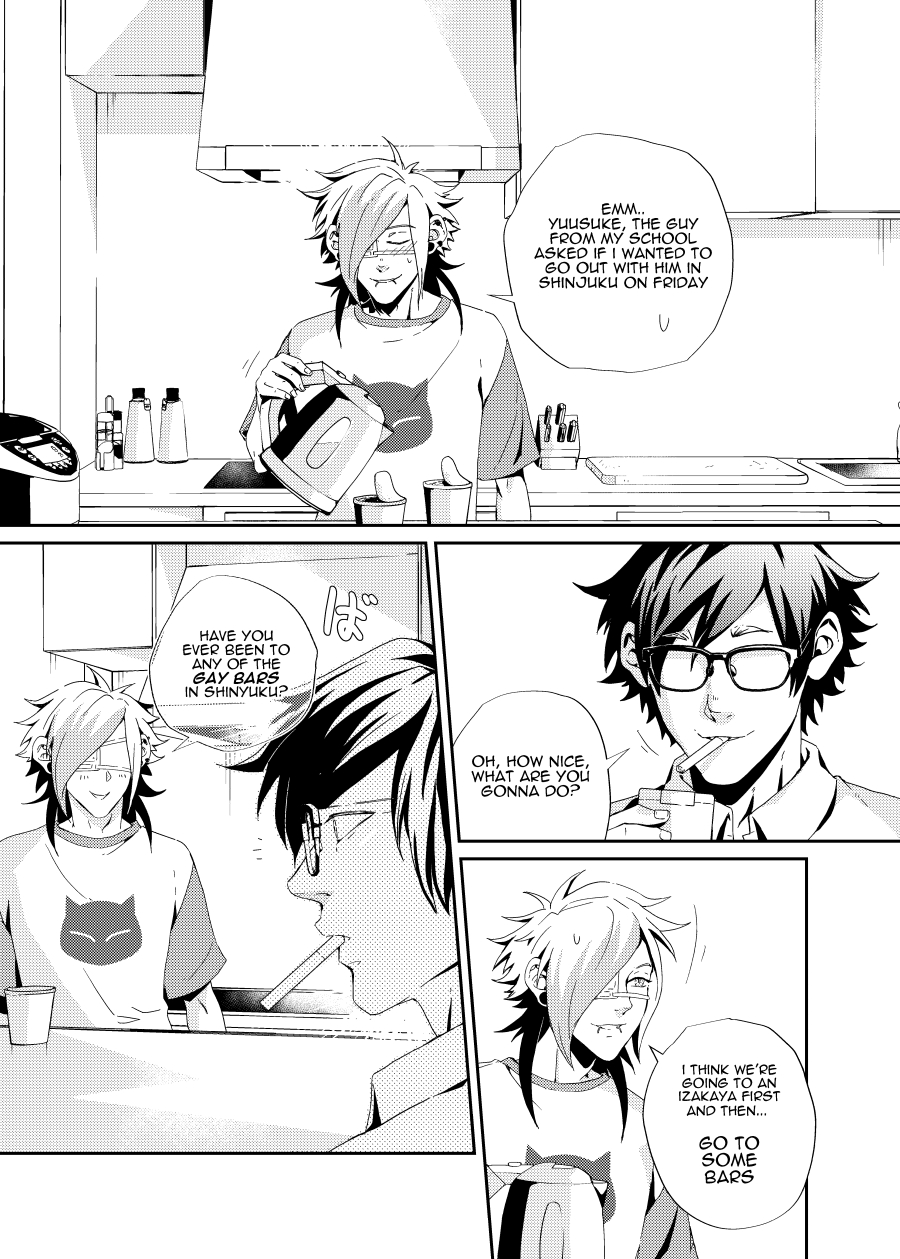 EMM..
YUUSUKE, THE GUY
FROM MY SCHOOL
ASKED IF I WANTED TO
GO OUT WITH HIM IN
SHINJUKU ON FRIDAY
OH, HOW NICE,
WHAT ARE YOU
GONNA DO?
I THINK WE'RE
GOING TO AN
IZAKAYA FIRST
AND THEN...
GO TO
SOME
BARS
HAVE YOU
EVER BEEN TO
ANY OF THE
GAY BARS
IN SHINYUKU?
ば